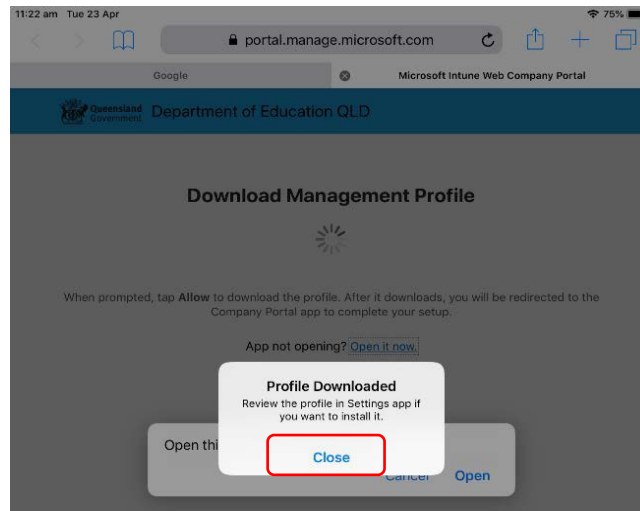 11:22 am Tue 23 Apr 75%
portal.manage.microsoft.com
Google Microsoft Intune Web Company Portal
Queensland
Government
Department of Education QLD
Download Management Profile
When prompted, tap Allow to download the profile. After it downloads, you will be redirected to the
Company Portal app to complete your setup.
App not opening? Open it now.
Profile Downloaded
Review the profile in Settings app if
you want to install it.
Close
Open thi
Cancel Open